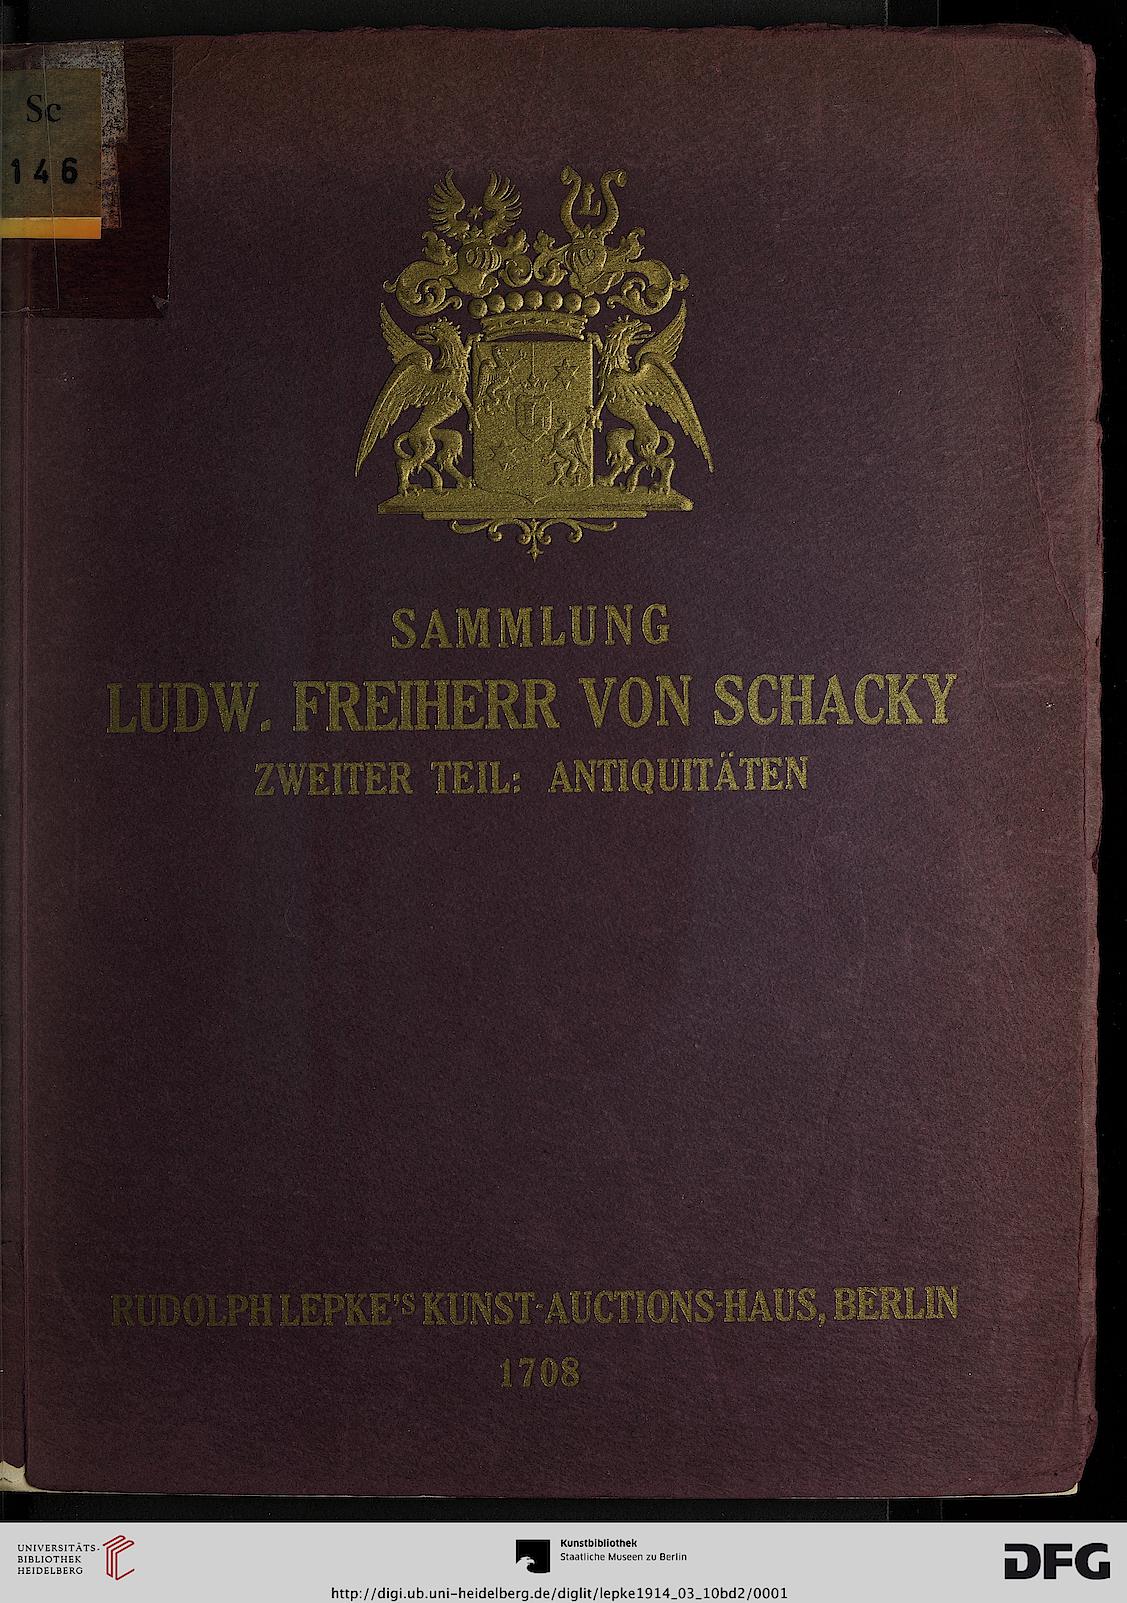 Sc
146
L
SAMMLUNG
LUDW. FREIHERR VON SCHACKY
ZWEITER TEIL: ANTIQUITÄTEN
RUDOLPH LEPKE'S KUNST-AUCTIONS-HAUS, BERLIN
1708
UNIVERSITÄTS-
BIBLIOTHEK
HEIDELBERG
Kunstbibliothek
Staatliche Museen zu Berlin
DFG
http://digi.ub.uni-heidelberg.de/diglit/lepke1914_03_10bd2/0001